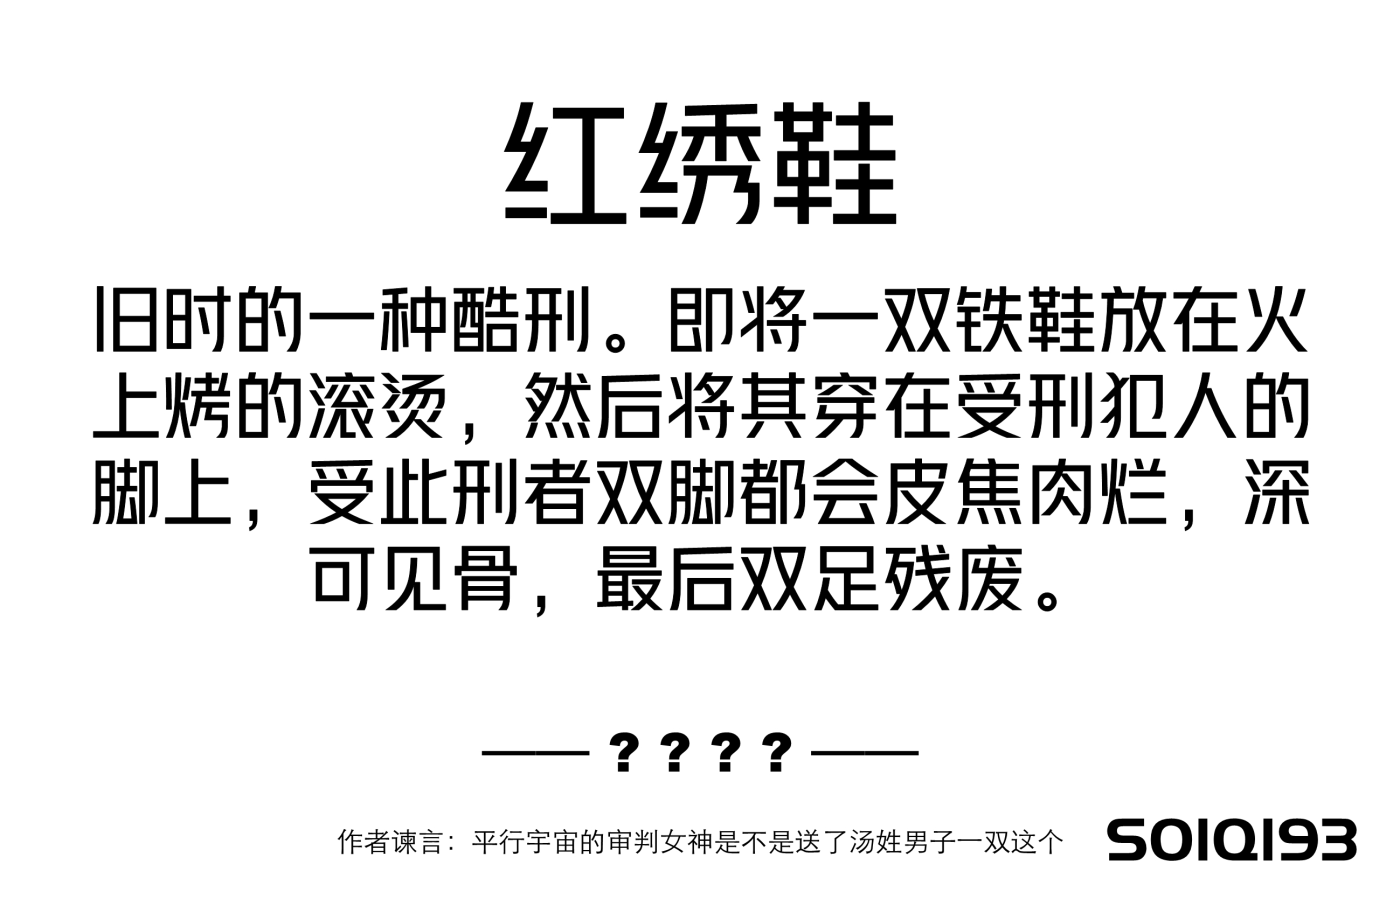 红绣鞋
旧时的一种酷刑。即将一双铁鞋放在火
上烤的滚烫，然后将其穿在受刑犯人的
脚上，受此刑者双脚都会皮焦肉烂，深
可见骨，最后双足残废。
——？？？？——
作者谏言：平行宇宙的审判女神是不是送了汤姓男子一双这个
SOIQI93